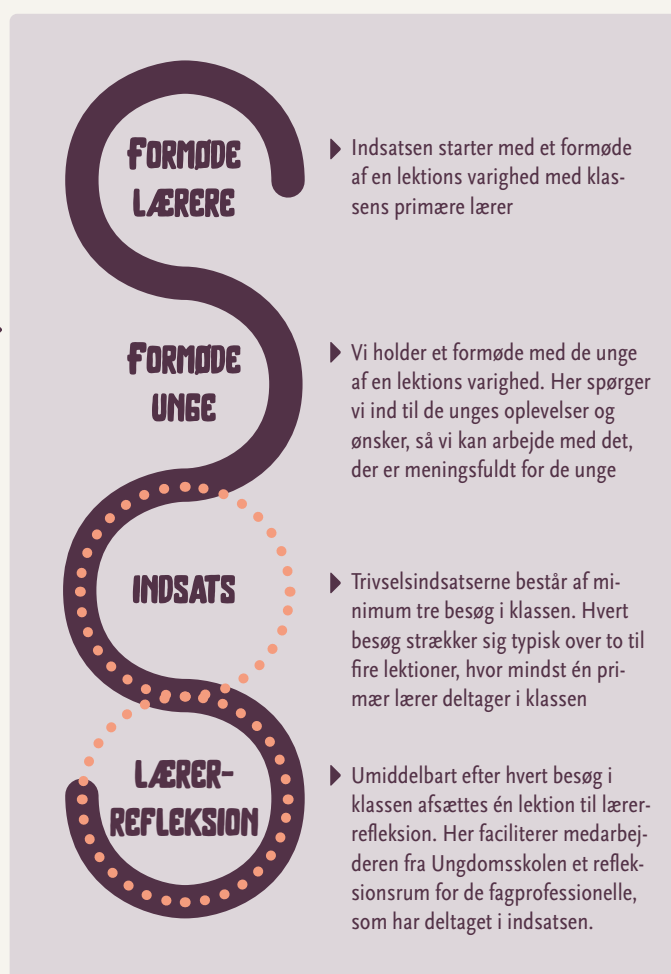 FORMØDE
LÆRERE
Indsatsen starter med et formøde
af en lektions varighed med klas-
sens primære lærer
FORMØDE
UNGE
Vi holder et formøde med de unge
af en lektions varighed. Her spørger
vi ind til de unges oplevelser og
ønsker, så vi kan arbejde med det,
der er meningsfuldt for de unge
INDSATS
Trivselsindsatserne består af mi-
nimum tre besøg i klassen. Hvert
besøg strækker sig typisk over to til
fire lektioner, hvor mindst én pri-
mær lærer deltager i klassen
LÆRER-
REFLEKSION
Umiddelbart efter hvert besøg i
klassen afsættes én lektion til lærer-
refleksion. Her faciliterer medarbej-
deren fra Ungdomsskolen et reflek-
sionsrum for de fagprofessionelle,
som har deltaget i indsatsen.